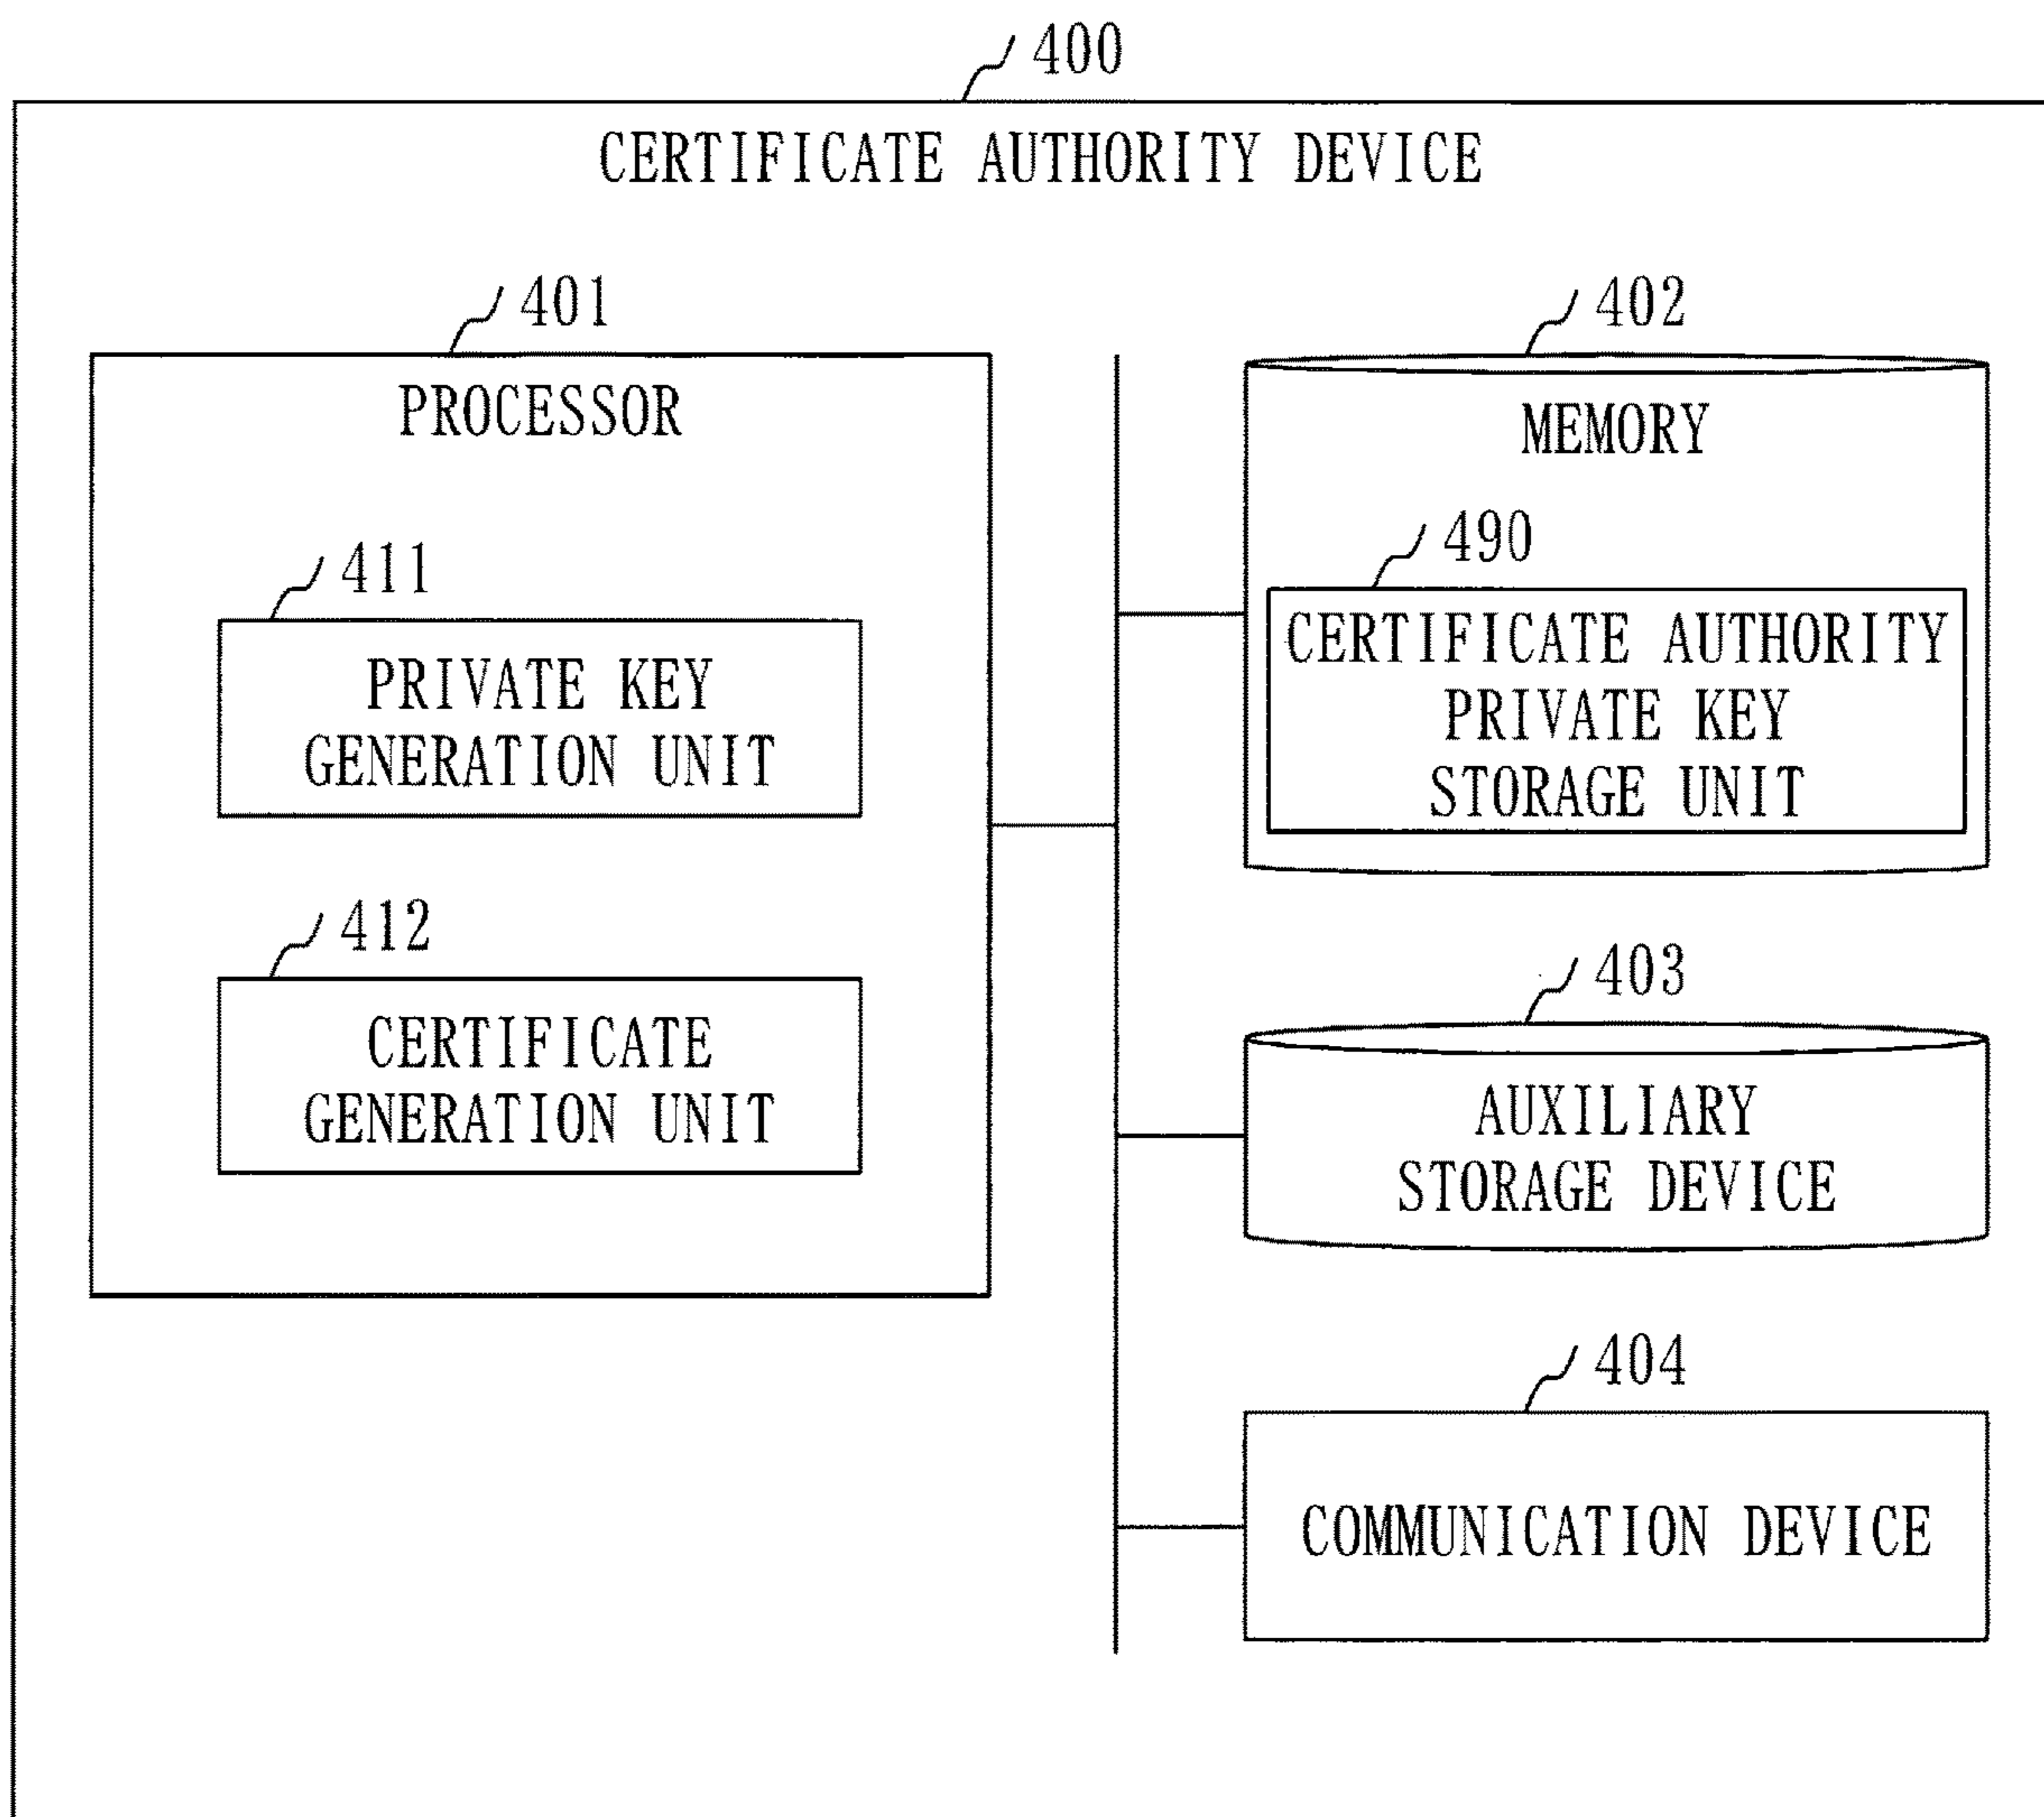 400
CERTIFICATE AUTHORITY DEVICE
401
PROCESSOR
411
PRIVATE KEY
GENERATION UNIT
412
CERTIFICATE
GENERATION UNIT
402
MEMORY
490
CERTIFICATE AUTHORITY
PRIVATE KEY
STORAGE UNIT
403
AUXILIARY
STORAGE DEVICE
404
COMMUNICATION DEVICE